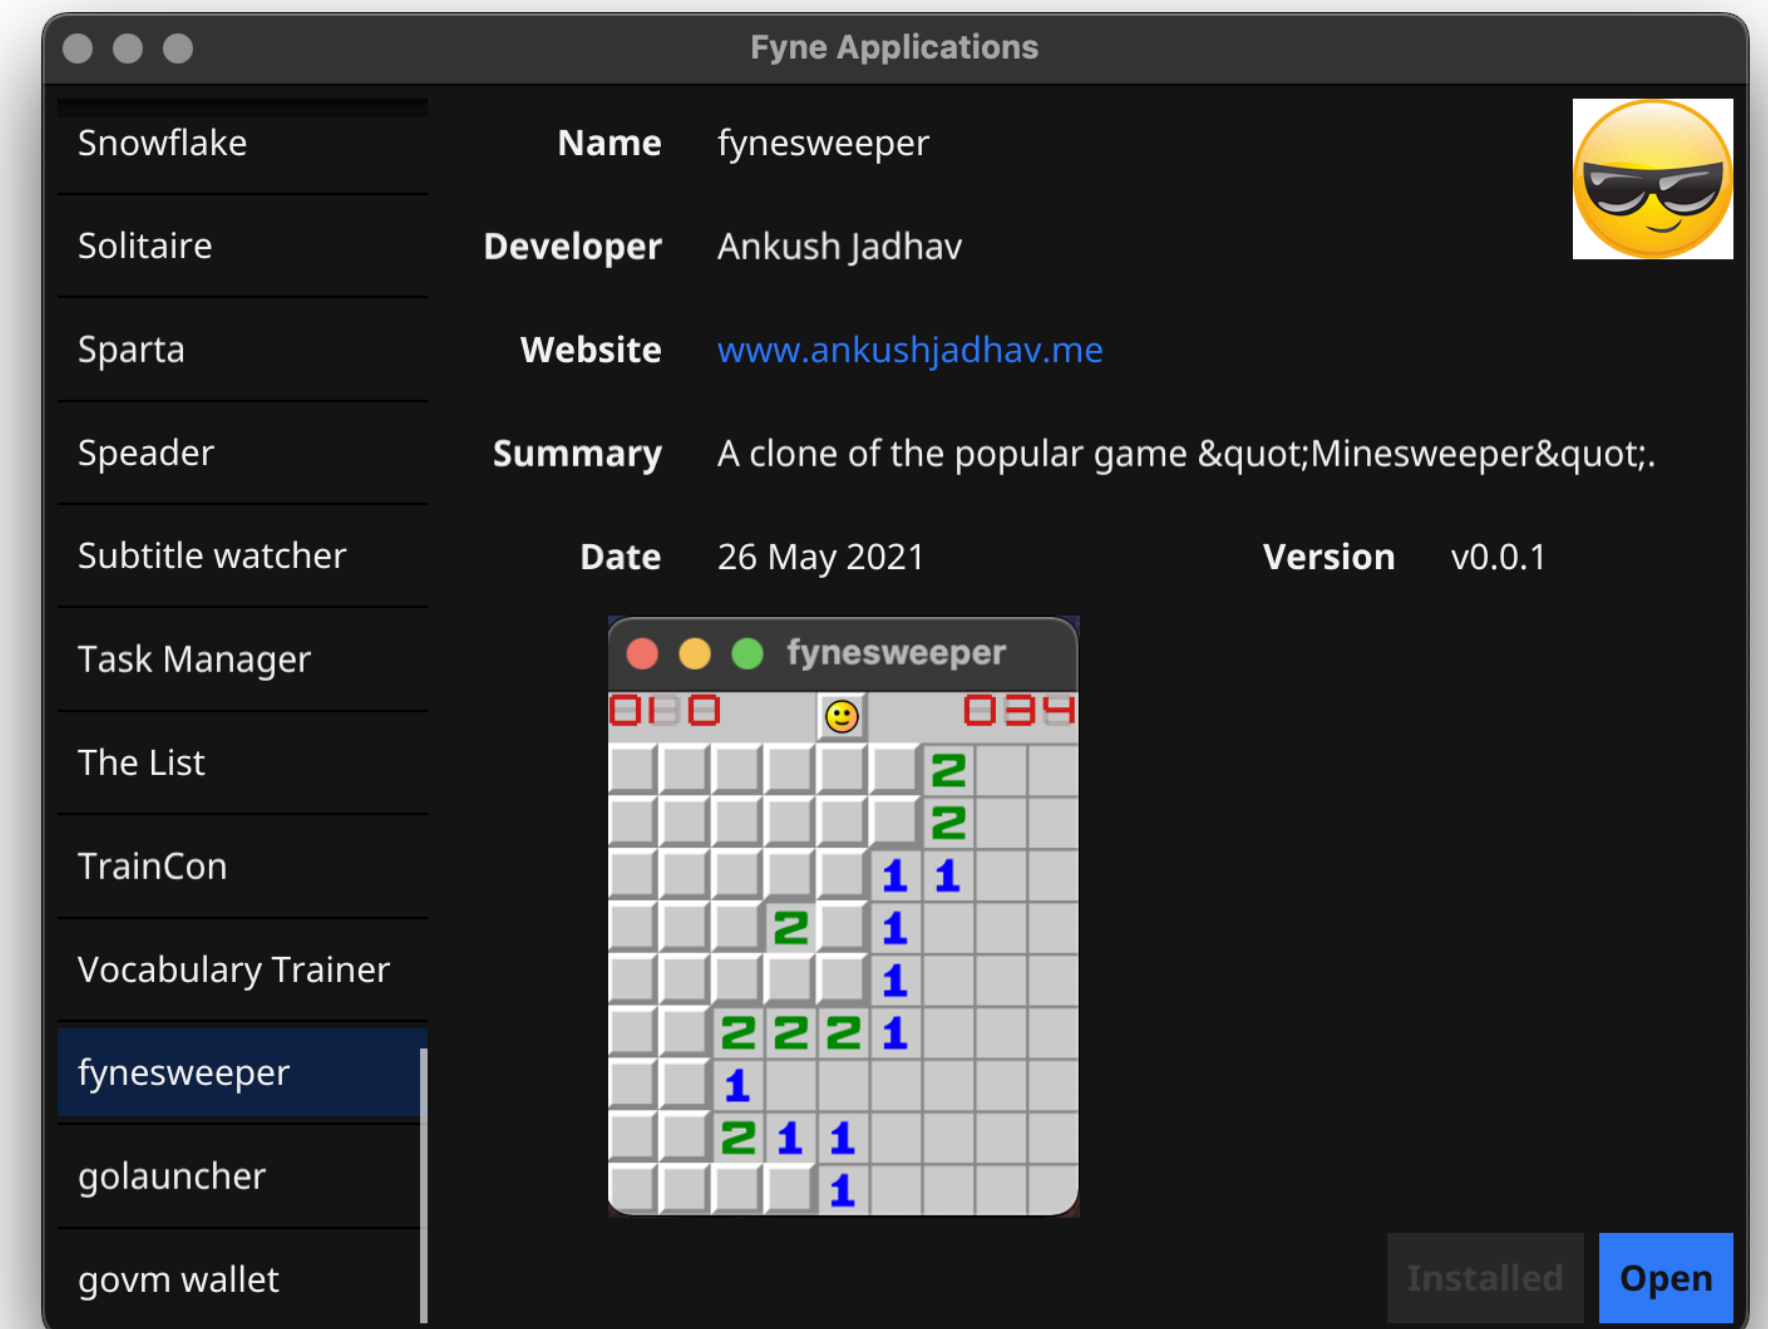 Fyne Applications
Snowflake
Solitaire
Sparta
Speader
Subtitle watcher
Task Manager
The List
TrainCon
Vocabulary Trainer
fynesweeper
golauncher
govm wallet
Name fynesweeper
Developer Ankush Jadhav
Website www.ankushjadhav.me
Summary A clone of the popular game &quot;Minesweeper&quot;.
Date 26 May 2021 Version v0.0.1
fynesweeper
010 034
2
2
1 1
2 1
1
2 2 2 1
1
2 1 1
1
Installed Open